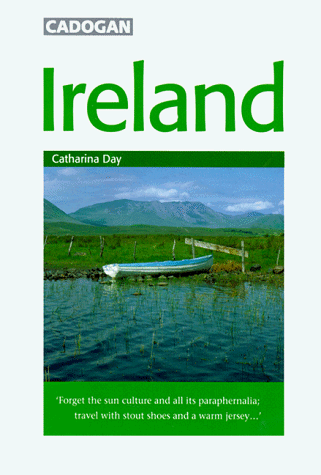 CADOGAN
Ireland
Catharina Day
'Forget the sun culture and all its paraphernalia;
travel with stout shoes and a warm jersey…'